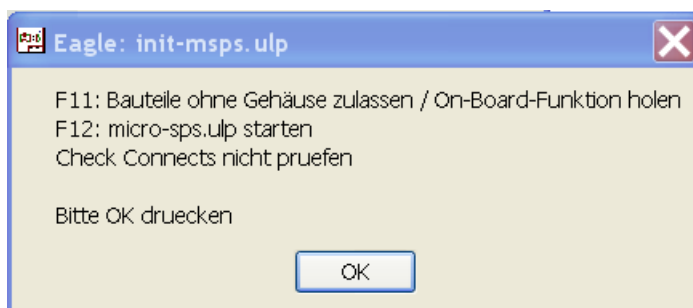 Eagle: init-msps.ulp
F11: Bauteile ohne Gehäuse zulassen / On-Board-Funktion holen
F12: micro-sps.ulp starten
Check Connects nicht pruefen
Bitte OK druecken
OK